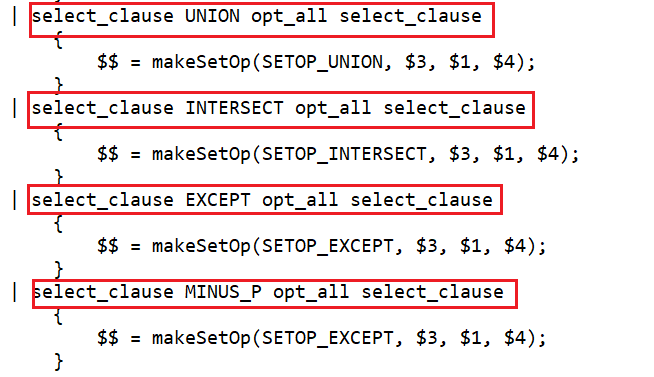 | select_clause UNION opt_all select_clause
{
$$ = makeSetOp(SETOP_UNION, $3, $1, $4);
}
| select_clause INTERSECT opt_all select_clause
{
$$ = makeSetOp(SETOP_INTERSECT, $3, $1, $4);
}
| select_clause EXCEPT opt_all select_clause
{
$$ = makeSetOp(SETOP_EXCEPT, $3, $1, $4);
}
| select_clause MINUS_P opt_all select_clause
{
$$ = makeSetOp(SETOP_EXCEPT, $3, $1, $4);
}